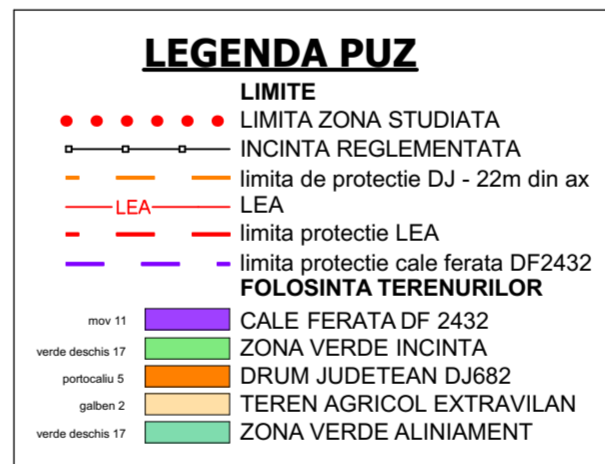 LEGENDA PUZ
LIMITE
LIMITA ZONA STUDIATA
INCINTA REGLEMENTATA
limita de protectie DJ - 22m din ax
LEA LEA
limita protectie LEA
limita protectie cale ferata DF2432
FOLOSINTA TERENURILOR
mov 11 CALE FERATA DF 2432
verde deschis 17 ZONA VERDE INCINTA
portocaliu 5 DRUM JUDETEAN DJ682
galben 2 TEREN AGRICOL EXTRAVILAN
verde deschis 17 ZONA VERDE ALINIAMENT